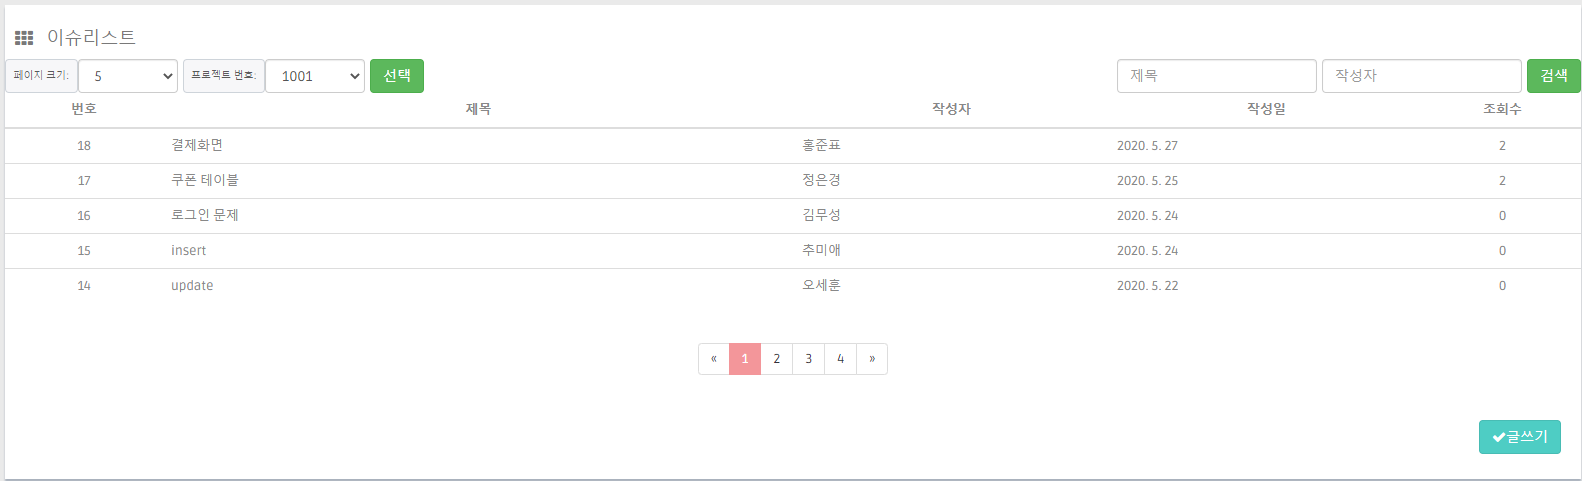 이슈리스트
페이지 크기: 5 프로젝트 번호: 1001 선택 제목 작성자 검색
번호 제목 작성자 작성일 조회수
18 결제화면 홍준표 2020. 5. 27 2
17 쿠폰 테이블 정은경 2020. 5. 25 2
16 로그인 문제 김무성 2020. 5. 24 0
15 insert 추미애 2020. 5. 24 0
14 update 오세훈 2020. 5. 22 0
« 1 2 3 4 »
글쓰기